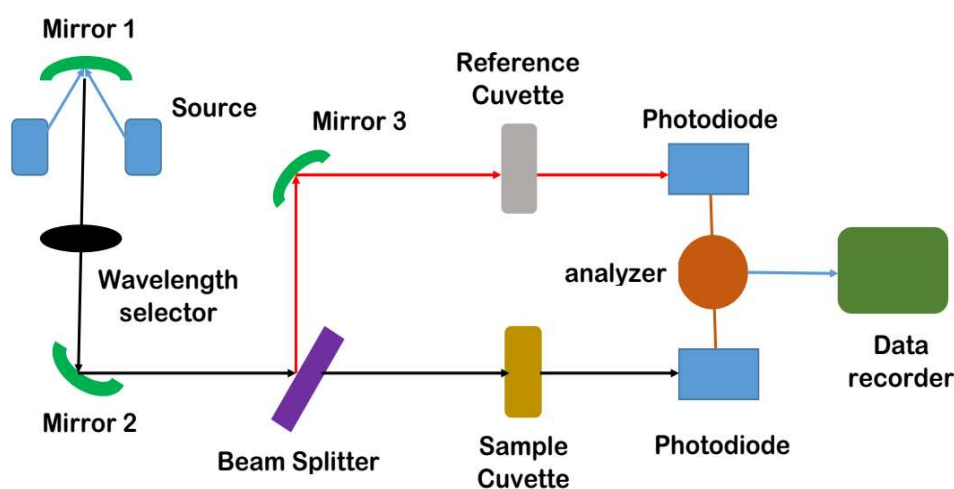 Mirror 1
Source
Mirror 3
Reference
Cuvette
Photodiode
Wavelength
selector
analyzer
Data
recorder
Mirror 2
Beam Splitter
Sample
Cuvette
Photodiode